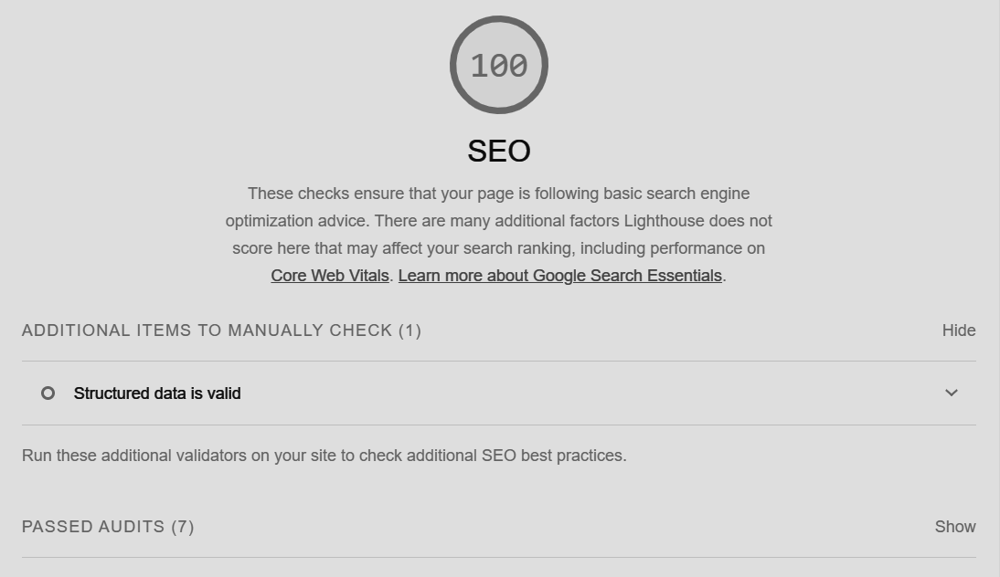 100
SEO
These checks ensure that your page is following basic search engine
optimization advice. There are many additional factors Lighthouse does not
score here that may affect your search ranking, including performance on
Core Web Vitals. Learn more about Google Search Essentials.
ADDITIONAL ITEMS TO MANUALLY CHECK (1) Hide
Structured data is valid
Run these additional validators on your site to check additional SEO best practices.
PASSED AUDITS (7) Show